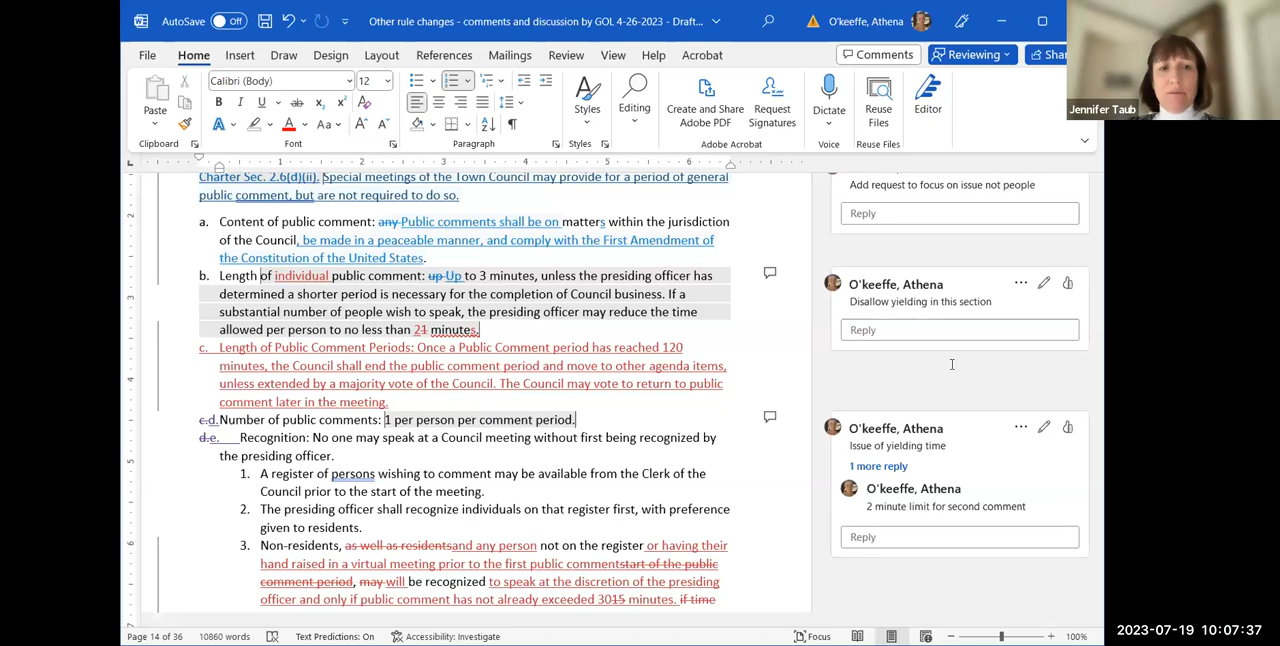 AutoSave Off Other rule changes - comments and discussion by GOL 4-26-2023 - Draft... O'keeffe, Athena
File Home Insert Draw Design Layout References Mailings Review View Help Acrobat Comments Reviewing Shar
Jennifer Taub
Calibri (Body) 12
Paste Styles Editing Create and Share Adobe PDF Request Signatures Dictate Reuse Files Editor
Clipboard Font Paragraph Styles Adobe Acrobat Voice Reuse Files
1 2 3 4 5 6
Charter Sec. 2.6(d)(ii). Special meetings of the Town Council may provide for a period of general
public comment, but are not required to do so.
a. Content of public comment: any Public comments shall be on matters within the jurisdiction
of the Council, be made in a peaceable manner, and comply with the First Amendment of
the Constitution of the United States.
b. Length of individual public comment: up Up to 3 minutes, unless the presiding officer has
determined a shorter period is necessary for the completion of Council business. If a
substantial number of people wish to speak, the presiding officer may reduce the time
allowed per person to no less than 21 minutes.
c. Length of Public Comment Periods: Once a Public Comment period has reached 120
minutes, the Council shall end the public comment period and move to other agenda items,
unless extended by a majority vote of the Council. The Council may vote to return to public
comment later in the meeting.
c.d. Number of public comments: 1 per person per comment period.
d.e. Recognition: No one may speak at a Council meeting without first being recognized by
the presiding officer.
1. A register of persons wishing to comment may be available from the Clerk of the
Council prior to the start of the meeting.
2. The presiding officer shall recognize individuals on that register first, with preference
given to residents.
3. Non-residents, as well as residentsand any person not on the register or having their
hand raised in a virtual meeting prior to the first public commentstart of the public
comment period, may will be recognized to speak at the discretion of the presiding
officer and only if public comment has not already exceeded 3015 minutes. if time
Add request to focus on issue not people
Reply
O'keeffe, Athena
Disallow yielding in this section
Reply
O'keeffe, Athena
Issue of yielding time
1 more reply
O'keeffe, Athena
2 minute limit for second comment
Reply
Page 14 of 36 10860 words Text Predictions: On Accessibility: Investigate Focus 100%
2023-07-19 10:07:37